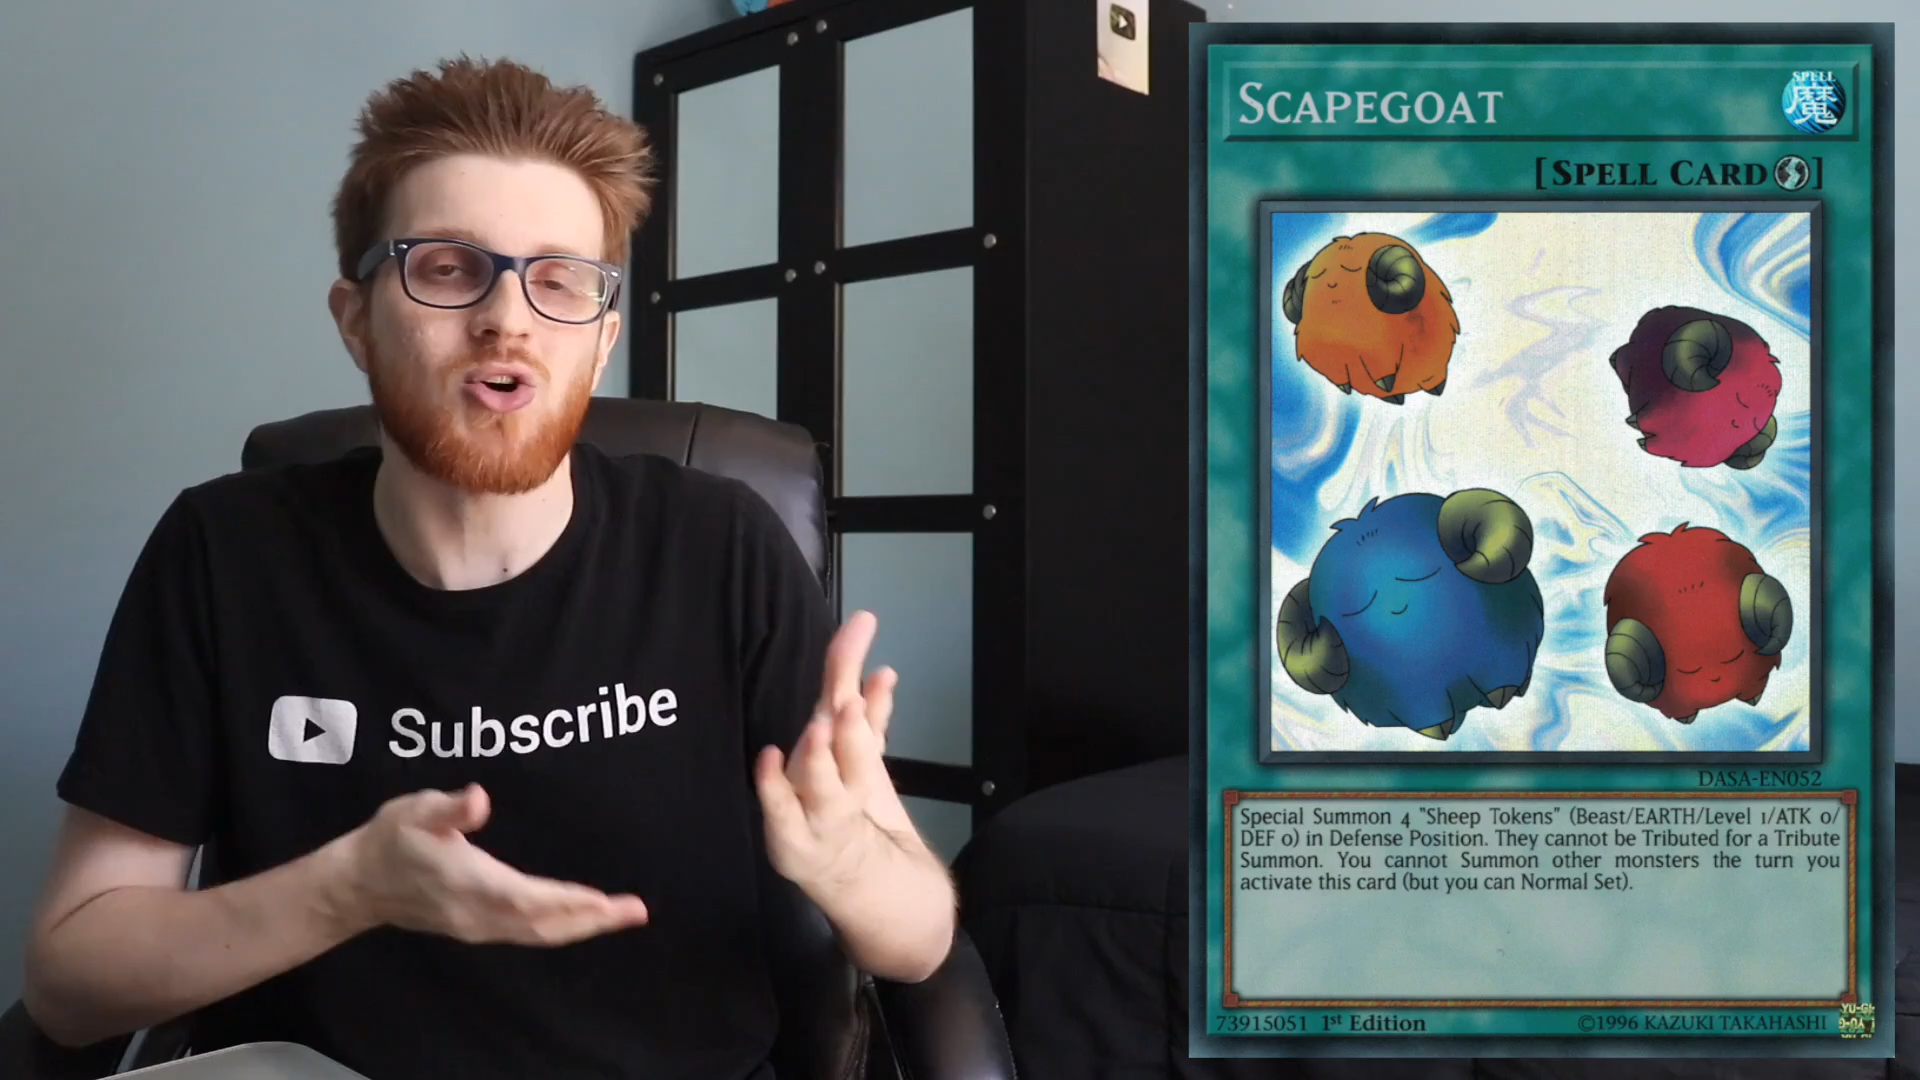 Subscribe
SCAPEGOAT
SPELL
魔
[SPELL CARD]
DASA-EN052
Special Summon 4 "Sheep Tokens" (Beast/EARTH/Level 1/ATK 0/
DEF 0) in Defense Position. They cannot be Tributed for a Tribute
Summon. You cannot Summon other monsters the turn you
activate this card (but you can Normal Set).
73915051 1st Edition
©1996 KAZUKI TAKAHASHI